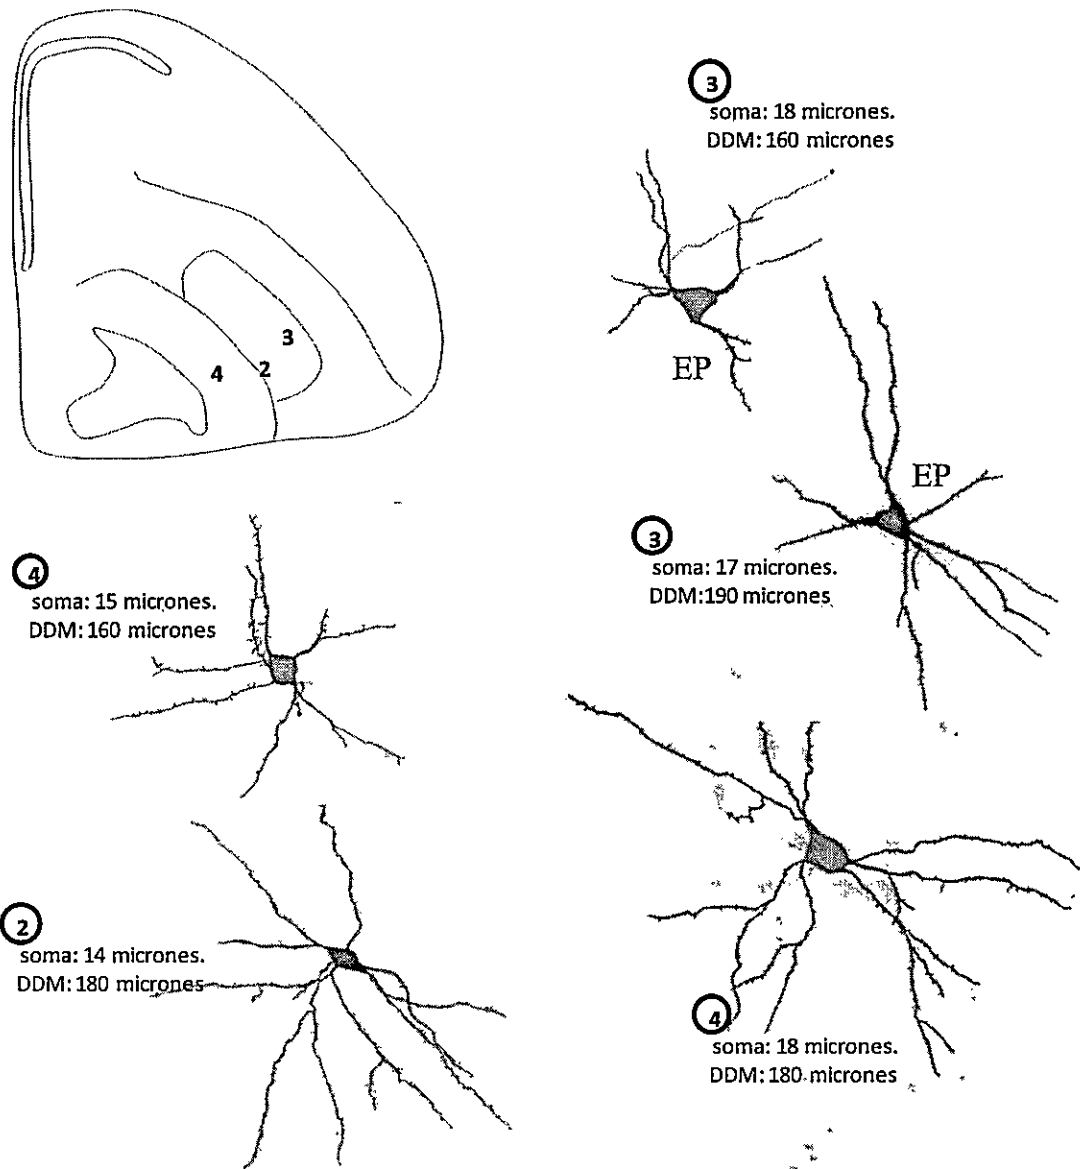 3
soma: 18 micrones.
DDM: 160 micrones
EP
3
2
4
EP
3
soma: 17 micrones.
DDM:190 micrones
4
soma: 15 micrones.
DDM: 160 micrones
2
soma: 14 micrones.
DDM: 180 micrones
4
soma: 18 micrones.
DDM: 180 micrones